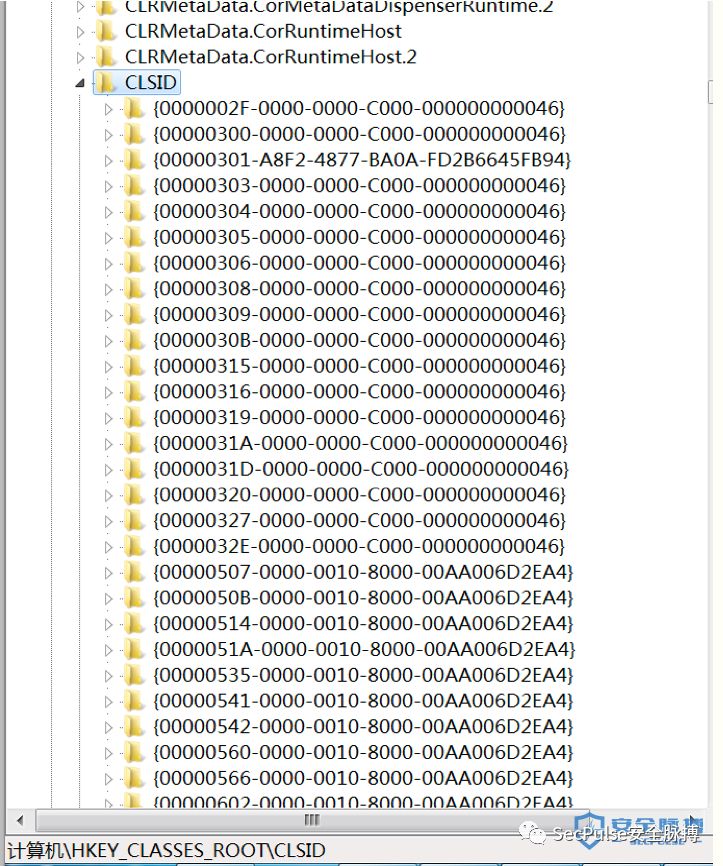 CLRMetaData.CorMetaDataDispenserRuntime.2
CLRMetaData.CorRuntimeHost
CLRMetaData.CorRuntimeHost.2
CLSID
{0000002F-0000-0000-C000-000000000046}
{00000300-0000-0000-C000-000000000046}
{00000301-A8F2-4877-BA0A-FD2B6645FB94}
{00000303-0000-0000-C000-000000000046}
{00000304-0000-0000-C000-000000000046}
{00000305-0000-0000-C000-000000000046}
{00000306-0000-0000-C000-000000000046}
{00000308-0000-0000-C000-000000000046}
{00000309-0000-0000-C000-000000000046}
{0000030B-0000-0000-C000-000000000046}
{00000315-0000-0000-C000-000000000046}
{00000316-0000-0000-C000-000000000046}
{00000319-0000-0000-C000-000000000046}
{0000031A-0000-0000-C000-000000000046}
{0000031D-0000-0000-C000-000000000046}
{00000320-0000-0000-C000-000000000046}
{00000327-0000-0000-C000-000000000046}
{0000032E-0000-0000-C000-000000000046}
{00000507-0000-0010-8000-00AA006D2EA4}
{0000050B-0000-0010-8000-00AA006D2EA4}
{00000514-0000-0010-8000-00AA006D2EA4}
{0000051A-0000-0010-8000-00AA006D2EA4}
{00000535-0000-0010-8000-00AA006D2EA4}
{00000541-0000-0010-8000-00AA006D2EA4}
{00000542-0000-0010-8000-00AA006D2EA4}
{00000560-0000-0010-8000-00AA006D2EA4}
{00000566-0000-0010-8000-00AA006D2EA4}
{00000602-0000-0010-8000-00AA006D2EA4}
安全脉搏
SecPulse安全脉搏
SECPULSE
计算机\HKEY_CLASSES_ROOT\CLSID